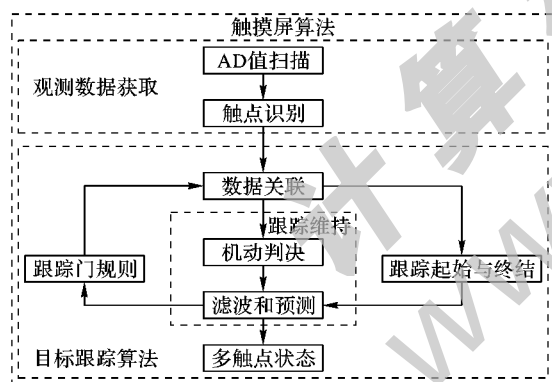 触摸屏算法
AD值扫描
观测数据获取
触点识别
数据关联
跟踪维持
机动判决
跟踪门规则
跟踪起始与终结
滤波和预测
目标跟踪算法
多触点状态
计算
WW